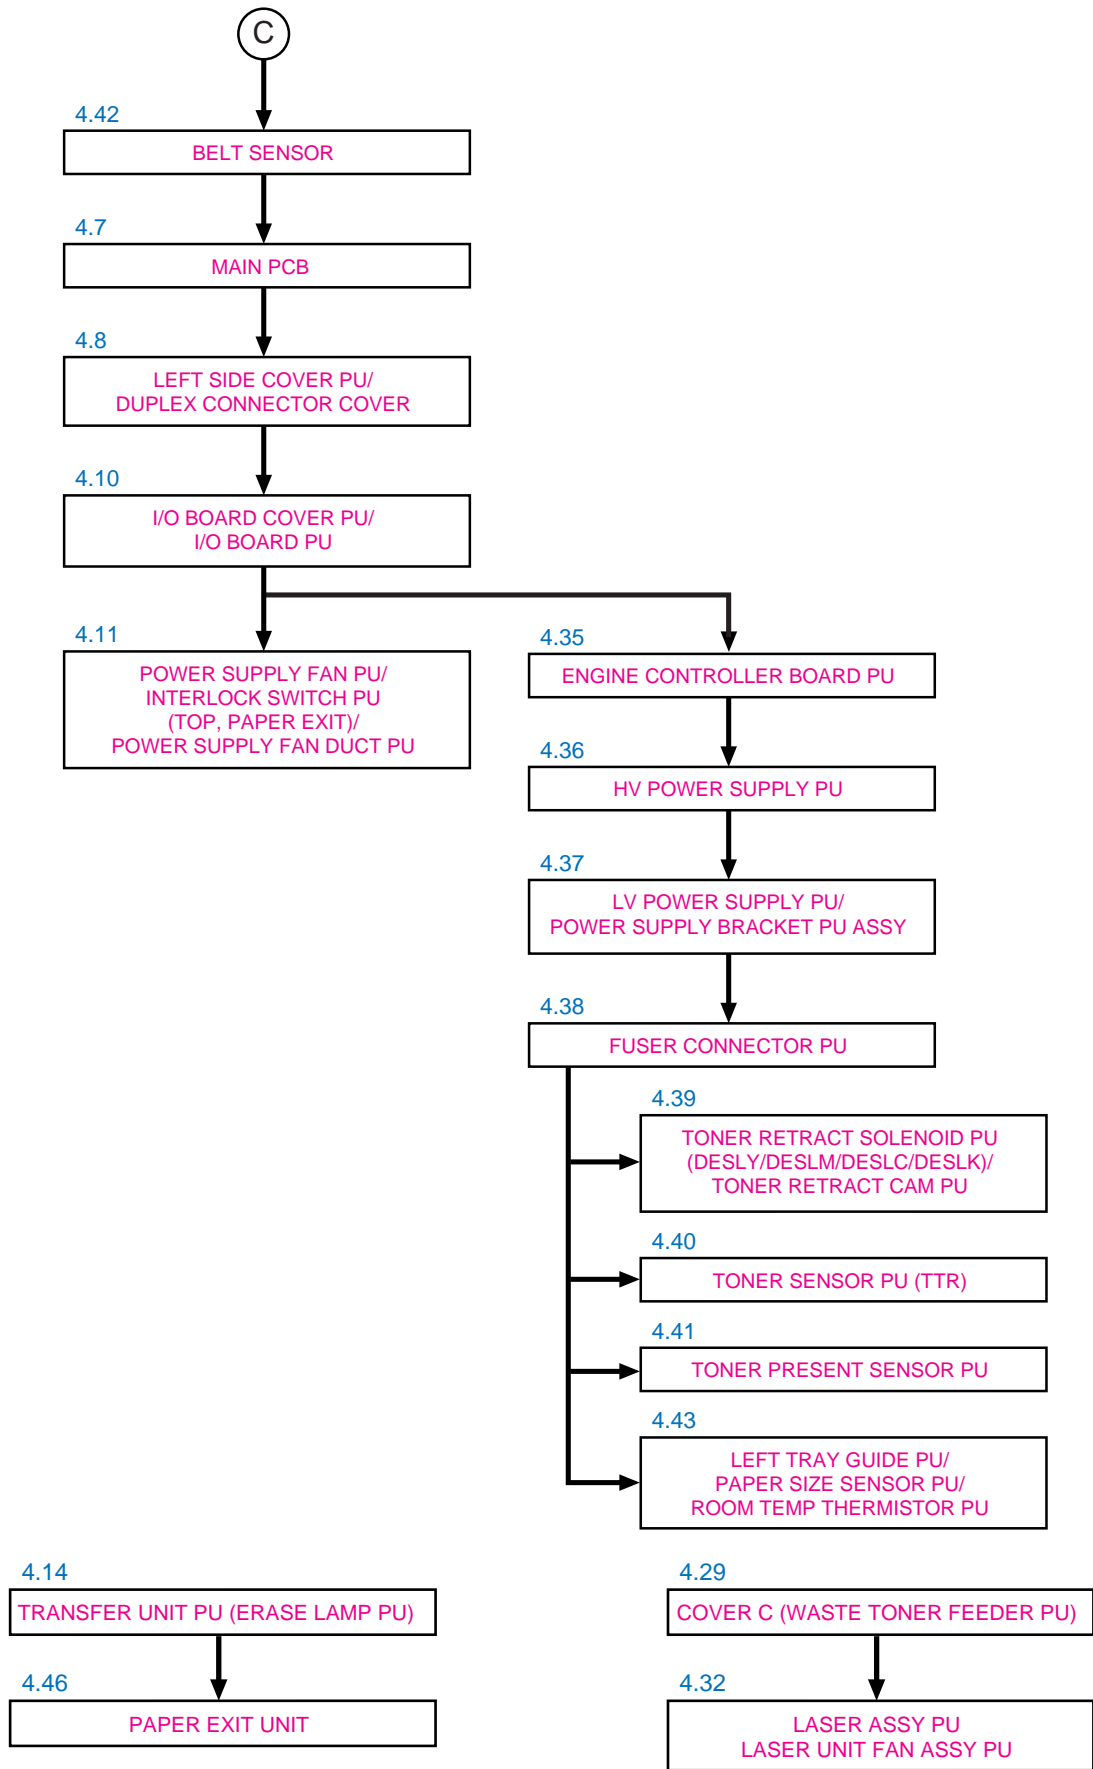 C
4.42
BELT SENSOR
4.7
MAIN PCB
4.8
LEFT SIDE COVER PU/
DUPLEX CONNECTOR COVER
4.10
I/O BOARD COVER PU/
I/O BOARD PU
4.11
POWER SUPPLY FAN PU/
INTERLOCK SWITCH PU
(TOP, PAPER EXIT)/
POWER SUPPLY FAN DUCT PU
4.35
ENGINE CONTROLLER BOARD PU
4.36
HV POWER SUPPLY PU
4.37
LV POWER SUPPLY PU/
POWER SUPPLY BRACKET PU ASSY
4.38
FUSER CONNECTOR PU
4.39
TONER RETRACT SOLENOID PU
(DESLY/DESLM/DESLC/DESLK)/
TONER RETRACT CAM PU
4.40
TONER SENSOR PU (TTR)
4.41
TONER PRESENT SENSOR PU
4.43
LEFT TRAY GUIDE PU/
PAPER SIZE SENSOR PU/
ROOM TEMP THERMISTOR PU
4.14
TRANSFER UNIT PU (ERASE LAMP PU)
4.46
PAPER EXIT UNIT
4.29
COVER C (WASTE TONER FEEDER PU)
4.32
LASER ASSY PU
LASER UNIT FAN ASSY PU